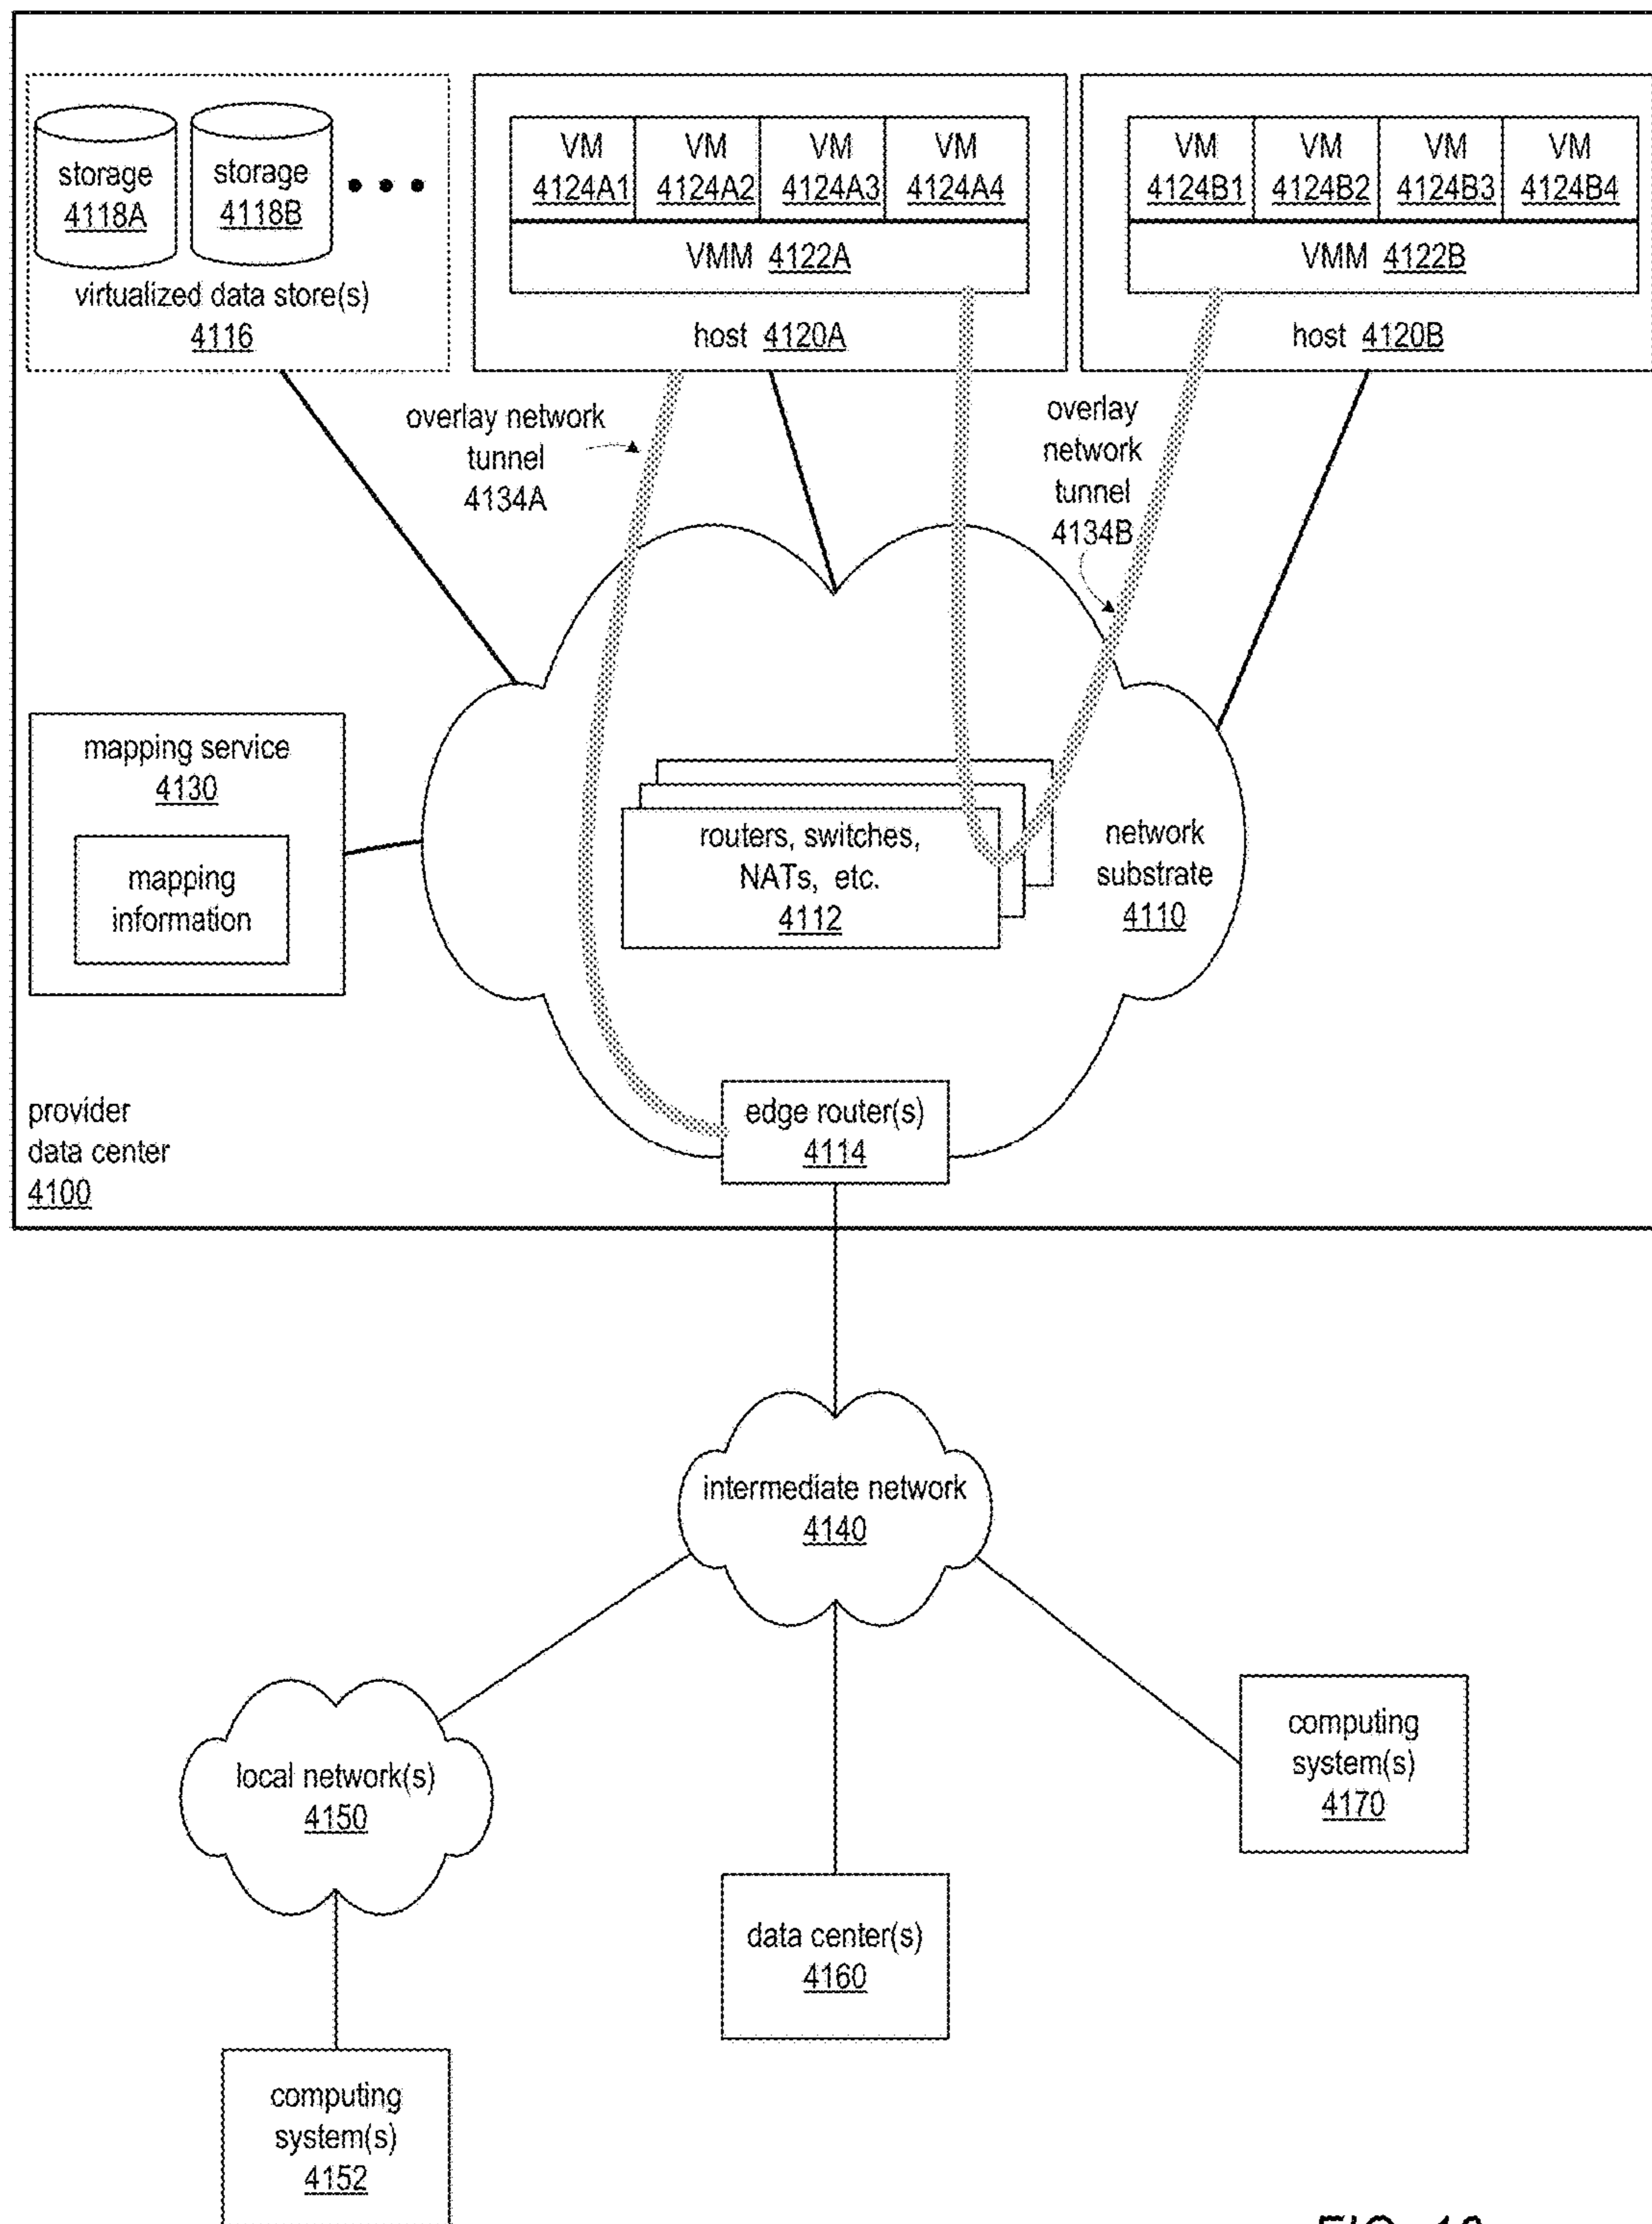 storage
4118A
storage
4118B
virtualized data store(s)
4116
VM
4124A1
VM
4124A2
VM
4124A3
VM
4124A4
VMM 4122A
host 4120A
VM
4124B1
VM
4124B2
VM
4124B3
VM
4124B4
VMM 4122B
host 4120B
overlay network
tunnel
4134A
overlay
network
tunnel
4134B
mapping service
4130
mapping
information
routers, switches,
NATs, etc.
4112
network
substrate
4110
edge router(s)
4114
provider
data center
4100
intermediate network
4140
local network(s)
4150
computing
system(s)
4170
data center(s)
4160
computing
system(s)
4152